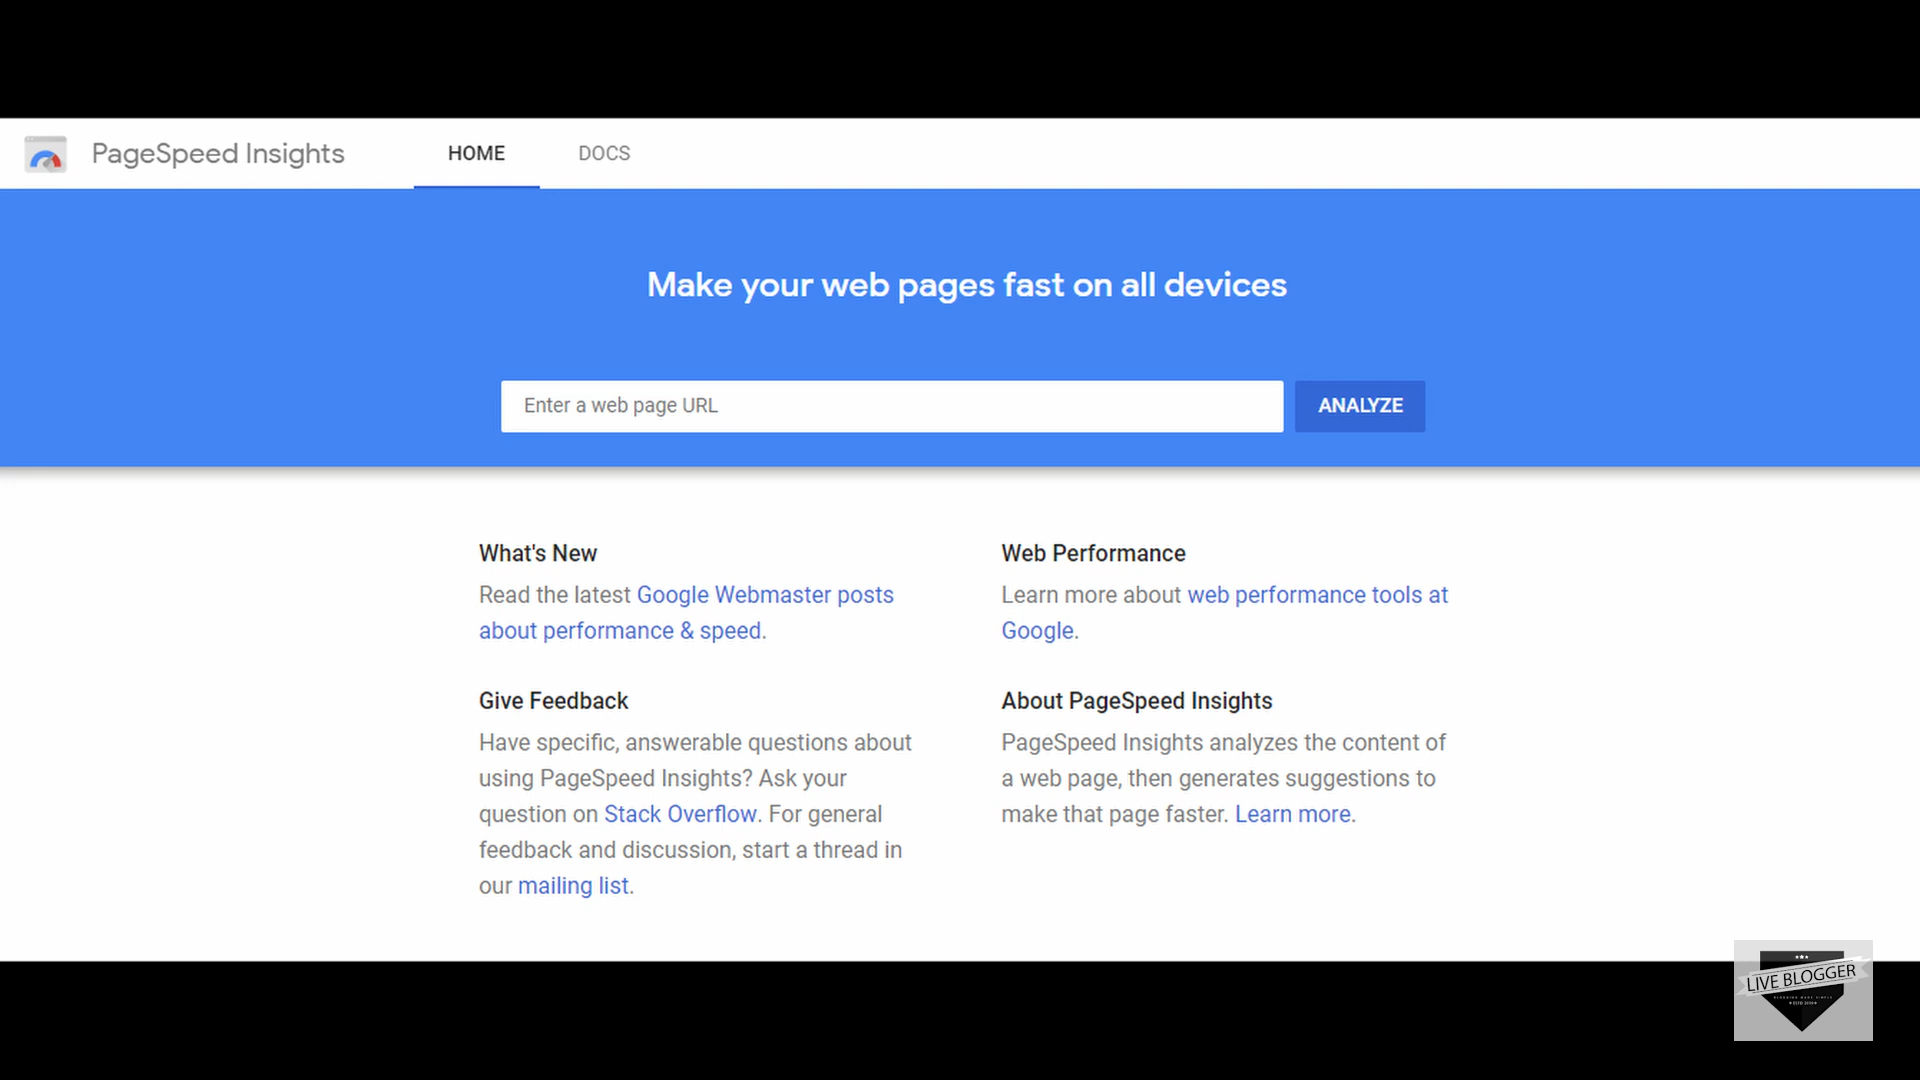 PageSpeed Insights
HOME
DOCS
Make your web pages fast on all devices
Enter a web page URL
ANALYZE
What's New
Read the latest Google Webmaster posts
about performance & speed.
Web Performance
Learn more about web performance tools at
Google.
Give Feedback
Have specific, answerable questions about
using PageSpeed Insights? Ask your
question on Stack Overflow. For general
feedback and discussion, start a thread in
our mailing list.
About PageSpeed Insights
PageSpeed Insights analyzes the content of
a web page, then generates suggestions to
make that page faster. Learn more.
LIVE BLOGGER